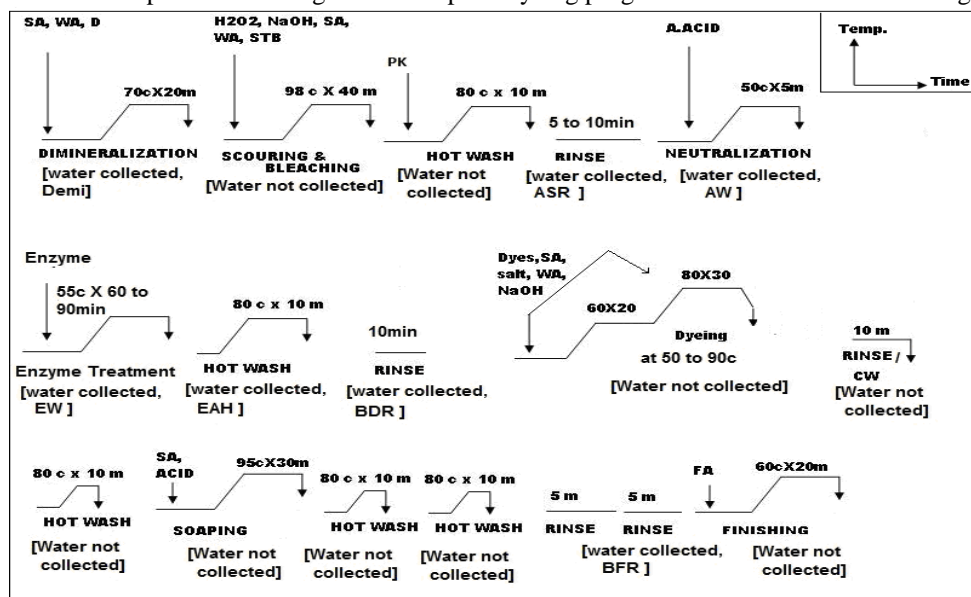 SA, WA, D
70cX20m
DIMINERALIZATION
[water collected,
Demi]
H2O2, NaOH, SA,
WA, STB
98 c X 40 m
SCOURING &
BLEACHING
[Water not collected]
PK
80 c x 10 m
HOT WASH
[Water not
collected]
5 to 10min
RINSE
[water collected,
ASR ]
A.ACID
50cX5m
NEUTRALIZATION
[water collected,
AW ]
Temp.
Time
Enzyme
55c X 60 to
90min
Enzyme Treatment
[water collected,
EW ]
80 c x 10 m
HOT WASH
[water collected,
EAH ]
10min
RINSE
[water collected,
BDR ]
Dyes,SA,
salt, WA,
NaOH
60X20
80X30
Dyeing
at 50 to 90c
[Water not collected]
10 m
RINSE /
CW
[Water not
collected]
80 c x 10 m
HOT WASH
[Water not
collected]
SA,
ACID
95cX30m
SOAPING
[Water not
collected]
80 c x 10 m
HOT WASH
[Water not
collected]
80 c x 10 m
HOT WASH
[Water not
collected]
5 m
RINSE
5 m
RINSE
[water collected,
BFR ]
FA
60cX20m
FINISHING
[Water not
collected]